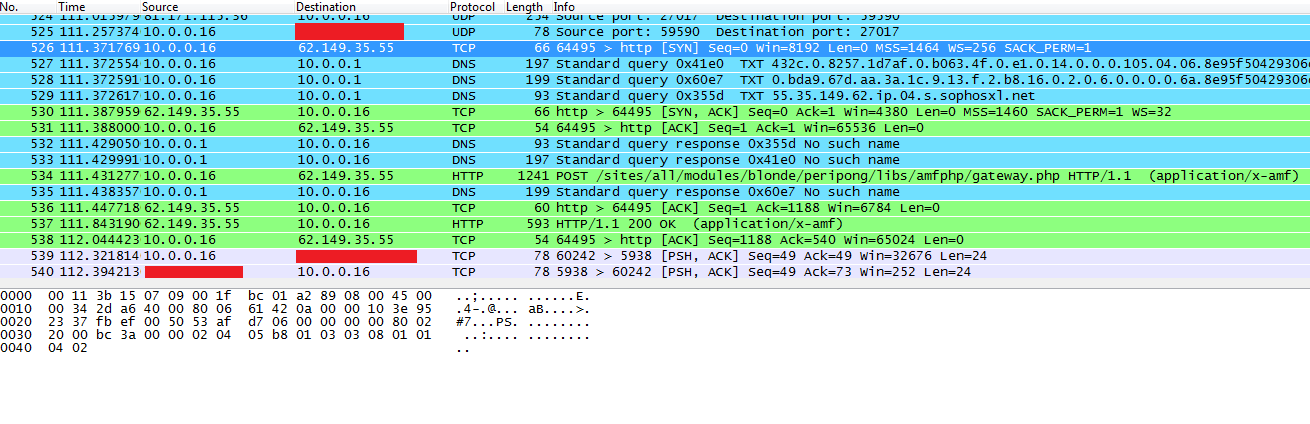 No. Time Source Destination Protocol Length Info
524 111.015979 81.171.115.36 10.0.0.16 UDP 254 Source port: 27017 Destination port: 59590
525 111.257374 10.0.0.16 UDP 78 Source port: 59590 Destination port: 27017
526 111.371769 10.0.0.16 62.149.35.55 TCP 66 64495 > http [SYN] Seq=0 Win=8192 Len=0 MSS=1464 WS=256 SACK_PERM=1
527 111.372554 10.0.0.16 10.0.0.1 DNS 197 Standard query 0x41e0 TXT 432c.0.8257.1d7af.0.b063.4f.0.e1.0.14.0.0.0.105.04.06.8e95f50429306
528 111.372591 10.0.0.16 10.0.0.1 DNS 199 Standard query 0x60e7 TXT 0.bda9.67d.aa.3a.1c.9.13.f.2.b8.16.0.2.0.6.0.0.0.0.6a.8e95f50429306
529 111.372617 10.0.0.16 10.0.0.1 DNS 93 Standard query 0x355d TXT 55.35.149.62.ip.04.s.sophosxl.net
530 111.387959 62.149.35.55 10.0.0.16 TCP 66 http > 64495 [SYN, ACK] Seq=0 Ack=1 Win=4380 Len=0 MSS=1460 SACK_PERM=1 WS=32
531 111.388000 10.0.0.16 62.149.35.55 TCP 54 64495 > http [ACK] Seq=1 Ack=1 Win=65536 Len=0
532 111.429050 10.0.0.1 10.0.0.16 DNS 93 Standard query response 0x355d No such name
533 111.429991 10.0.0.1 10.0.0.16 DNS 197 Standard query response 0x41e0 No such name
534 111.431277 10.0.0.16 62.149.35.55 HTTP 1241 POST /sites/all/modules/blonde/peripong/libs/amfphp/gateway.php HTTP/1.1 (application/x-amf)
535 111.438357 10.0.0.1 10.0.0.16 DNS 199 Standard query response 0x60e7 No such name
536 111.447718 62.149.35.55 10.0.0.16 TCP 60 http > 64495 [ACK] Seq=1 Ack=1188 Win=6784 Len=0
537 111.843190 62.149.35.55 10.0.0.16 HTTP 593 HTTP/1.1 200 OK (application/x-amf)
538 112.044423 10.0.0.16 62.149.35.55 TCP 54 64495 > http [ACK] Seq=1188 Ack=540 Win=65024 Len=0
539 112.321814 10.0.0.16 TCP 78 60242 > 5938 [PSH, ACK] Seq=49 Ack=49 Win=32676 Len=24
540 112.394213 10.0.0.16 TCP 78 5938 > 60242 [PSH, ACK] Seq=49 Ack=73 Win=252 Len=24
0000 00 11 3b 15 07 09 00 1f bc 01 a2 89 08 00 45 00 ..;..... ......E.
0010 00 34 2d a6 40 00 80 06 61 42 0a 00 00 10 3e 95 .4-.@... aB....>.
0020 23 37 fb ef 00 50 53 af d7 06 00 00 00 00 80 02 #7...PS. ........
0030 20 00 bc 3a 00 00 02 04 05 b8 01 03 03 08 01 01 ..:.... ........
0040 04 02 ..